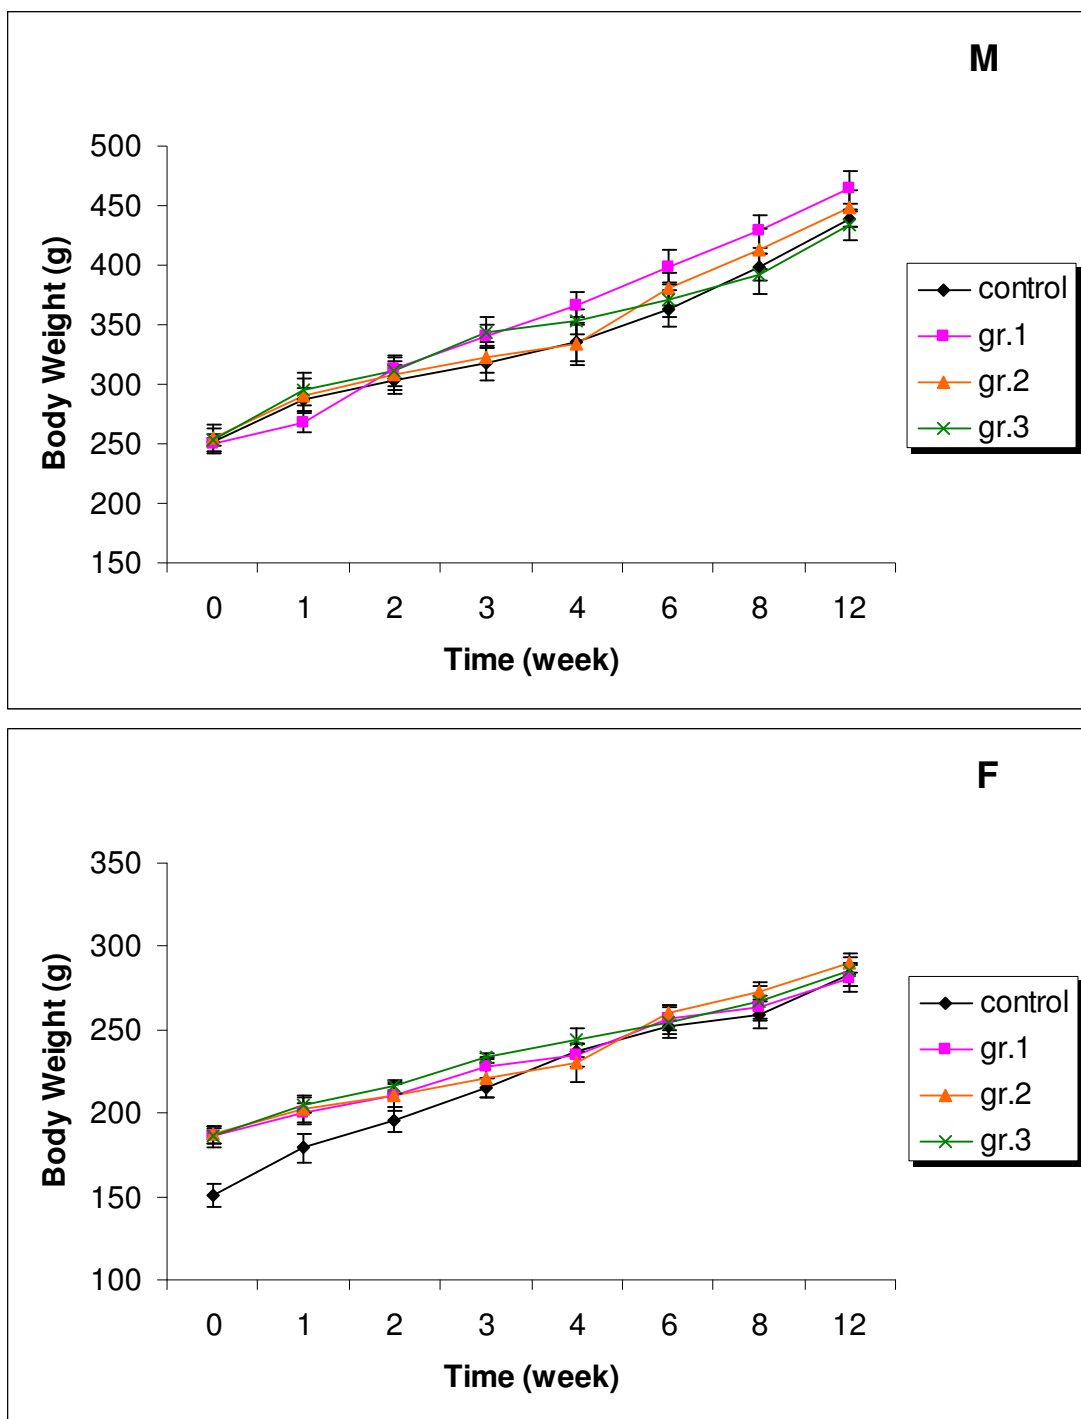 M
500
450
400
350
300
250
200
150
Body Weight (g)
0 1 2 3 4 6 8 12
Time (week)
control
gr.1
gr.2
gr.3
F
350
300
250
200
150
100
Body Weight (g)
0 1 2 3 4 6 8 12
Time (week)
control
gr.1
gr.2
gr.3